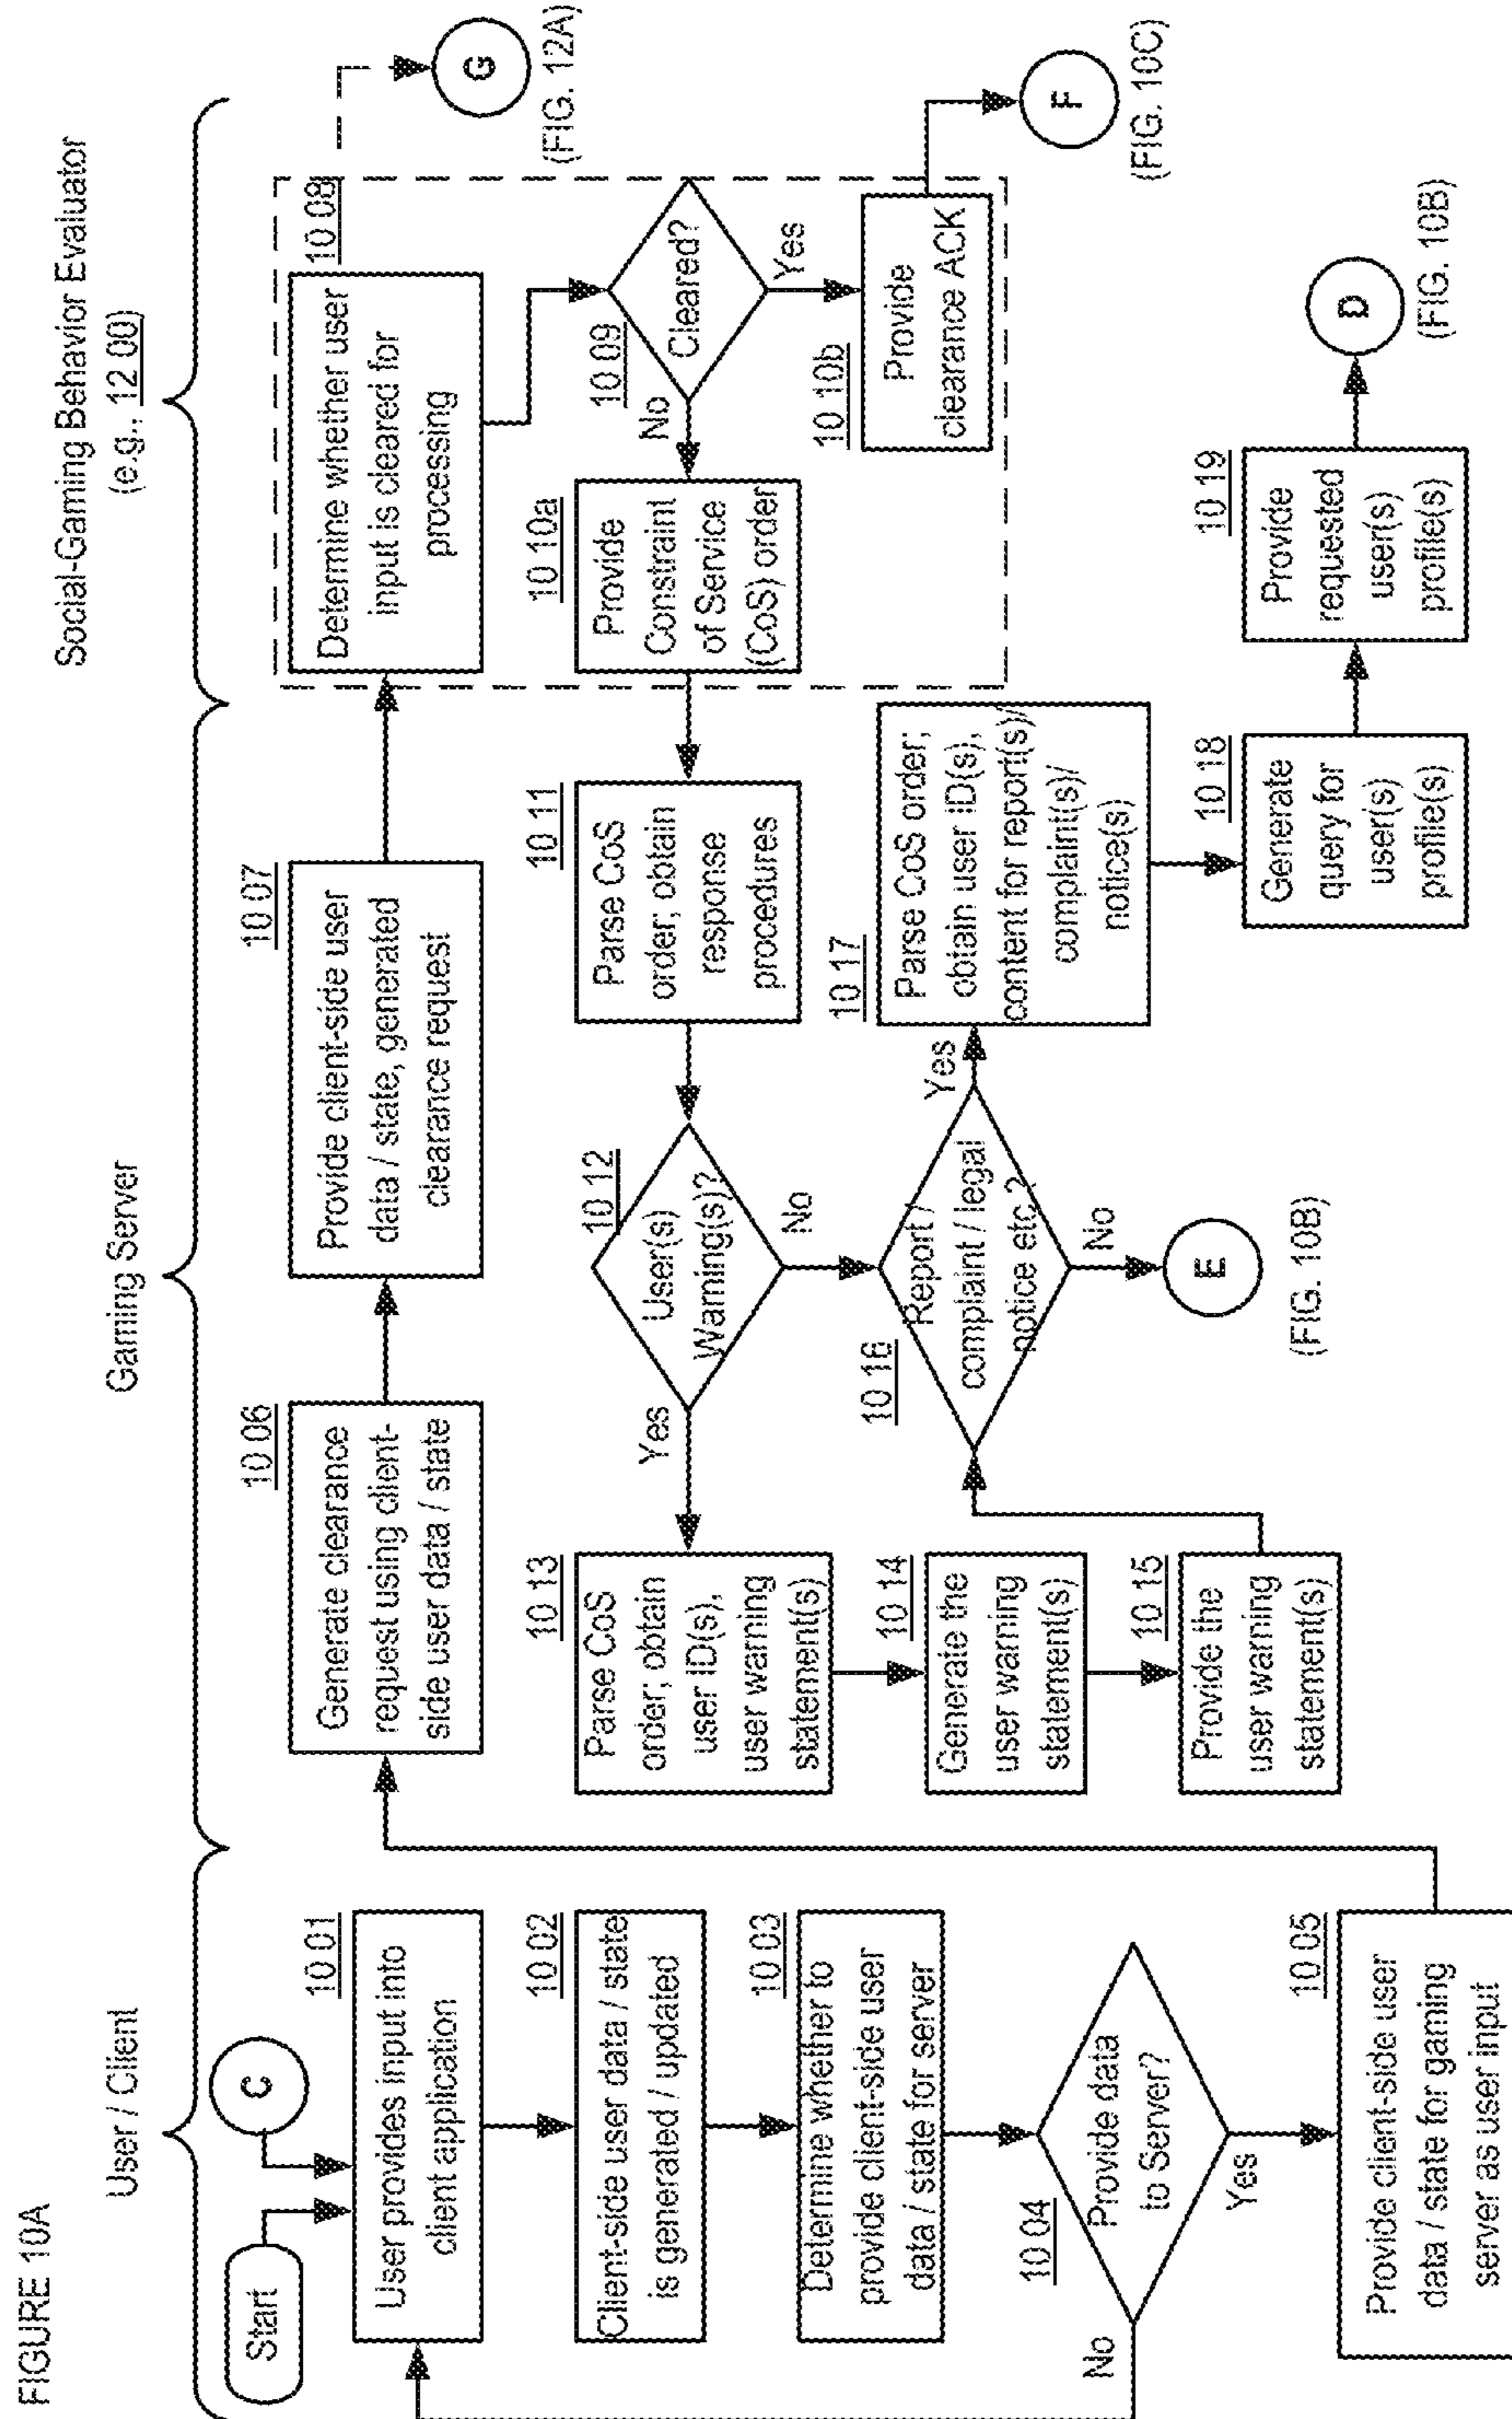 FIGURE 10A
User / Client
Gaming Server
Social-Gaming Behavior Evaluator
(e.g., 12 00)
Start
C
10 01
User provides input into
client application
10 02
Client-side user data / state
is generated / updated
10 03
Determine whether to
provide client-side user
data / state for server
10 04
Provide data
to Server?
No
Yes
10 05
Provide client-side user
data / state for gaming
server as user input
10 06
Generate clearance
request using client-
side user data / state
10 07
Provide client-side user
data / state, generated
clearance request
10 08
Determine whether user
input is cleared for
processing
G
(FIG. 12A)
10 09
Cleared?
No
Yes
10 10a
Provide
Constraint
of Service
(CoS) order
10 10b
Provide
clearance ACK
F
(FIG. 10C)
10 11
Parse CoS
order; obtain
response
procedures
10 12
User(s)
Warning(s)?
Yes
No
10 13
Parse CoS
order; obtain
user ID(s),
user warning
statement(s)
10 14
Generate the
user warning
statement(s)
10 15
Provide the
user warning
statement(s)
10 16
Report /
complaint / legal
notice etc.?
Yes
No
E
(FIG. 10B)
10 17
Parse CoS order;
obtain user ID(s),
content for report(s)/
complaint(s)/
notice(s)
10 18
Generate
query for
user(s)
profile(s)
10 19
Provide
requested
user(s)
profile(s)
D
(FIG. 10B)